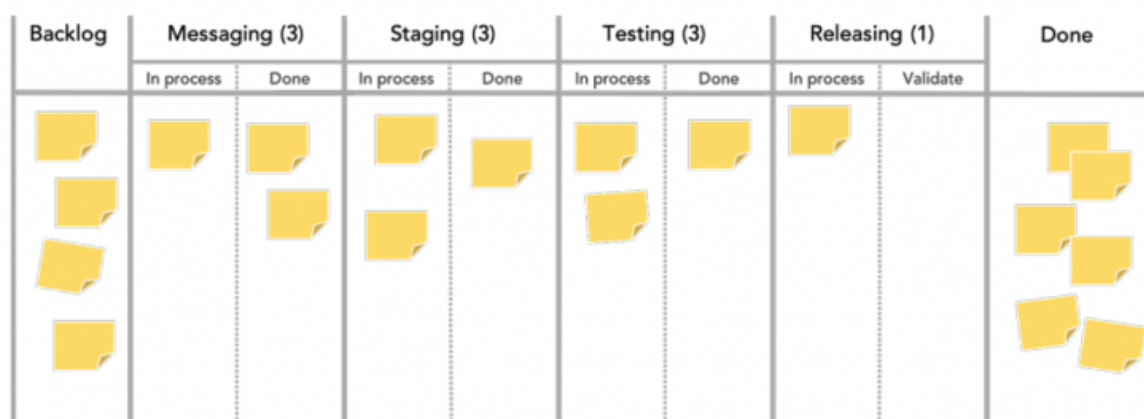 Backlog Messaging (3) Staging (3) Testing (3) Releasing (1) Done
In process Done In process Done In process Done In process Validate